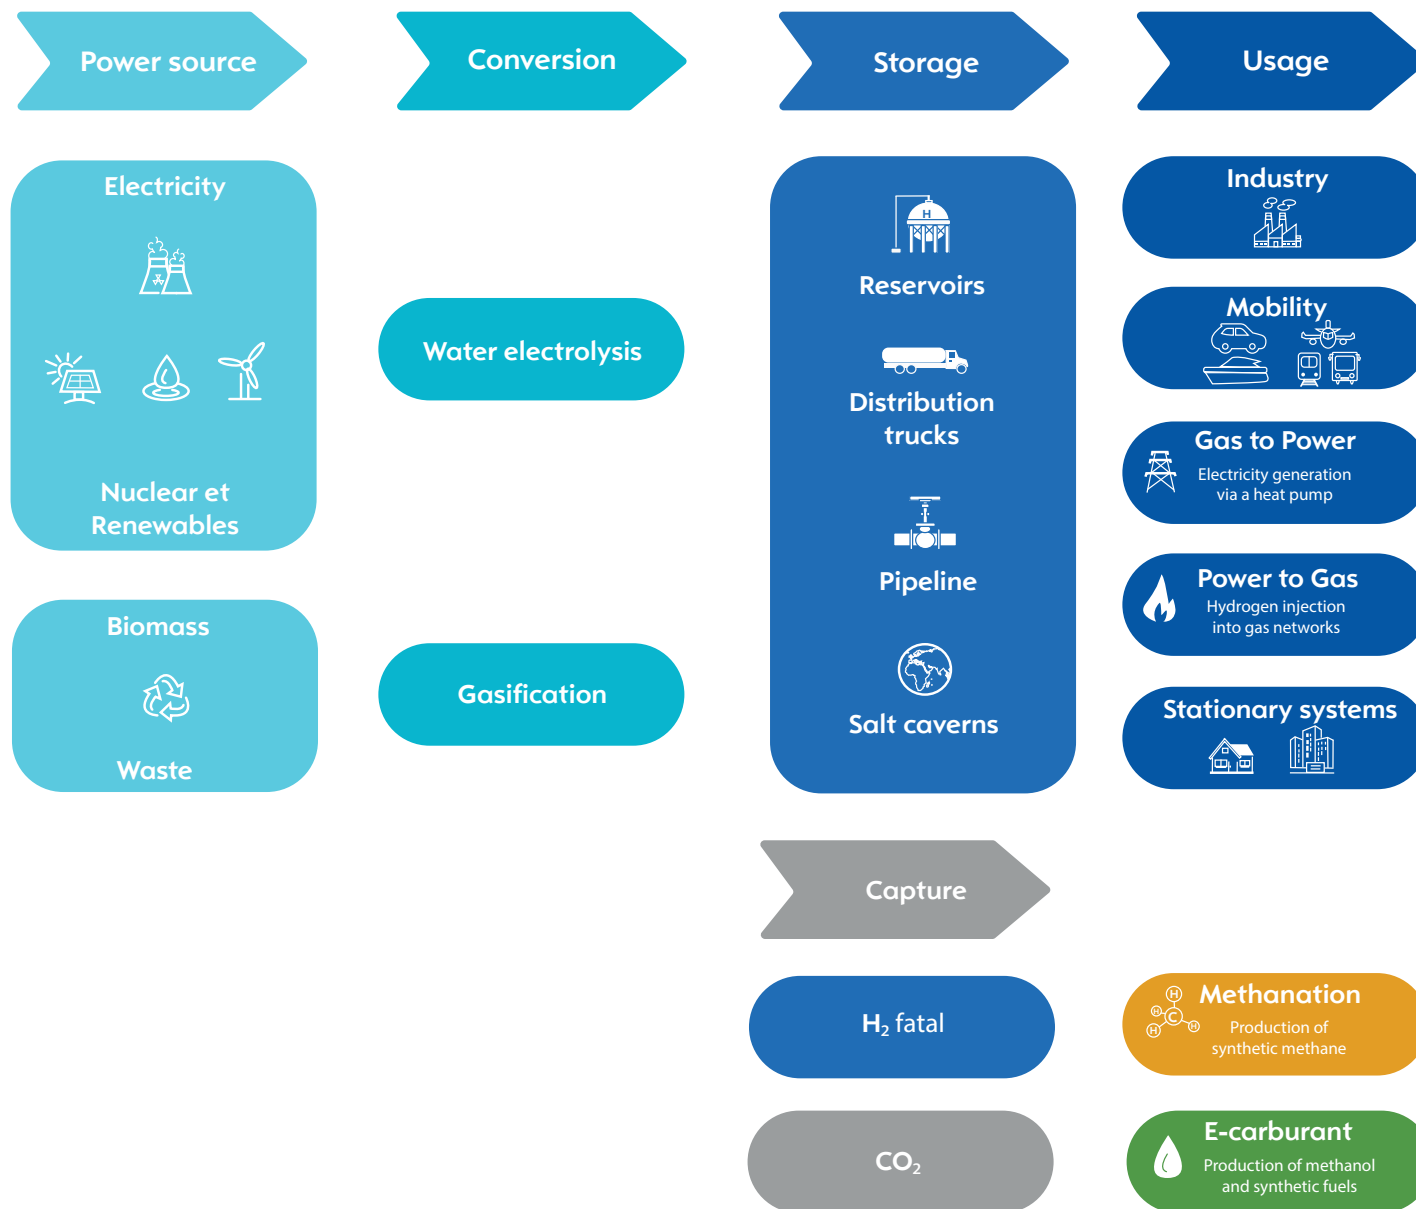 Power source
Conversion
Storage
Usage
Electricity
Nuclear et
Renewables
Biomass
Waste
Water electrolysis
Gasification
H
Reservoirs
Distribution
trucks
Pipeline
Salt caverns
Industry
Mobility
Gas to Power
Electricity generation
via a heat pump
Power to Gas
Hydrogen injection
into gas networks
Stationary systems
Capture
H₂ fatal
CO₂
H
H
C
H
H
Methanation
Production of
synthetic methane
E-carburant
Production of methanol
and synthetic fuels